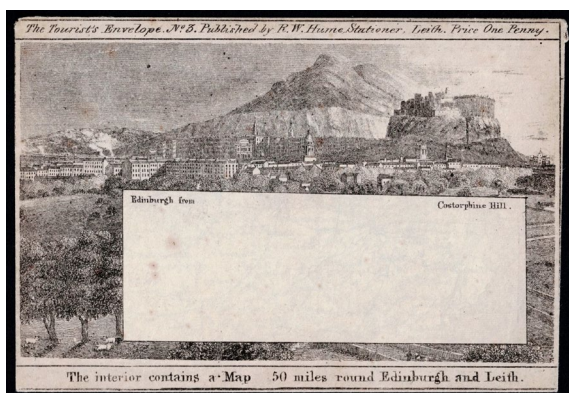 The Tourist's Envelope. No 3. Published by R. W. Hume, Stationer, Leith. Price One Penny.
Edinburgh from Costorphine Hill.
The interior contains a Map 50 miles round Edinburgh and Leith.